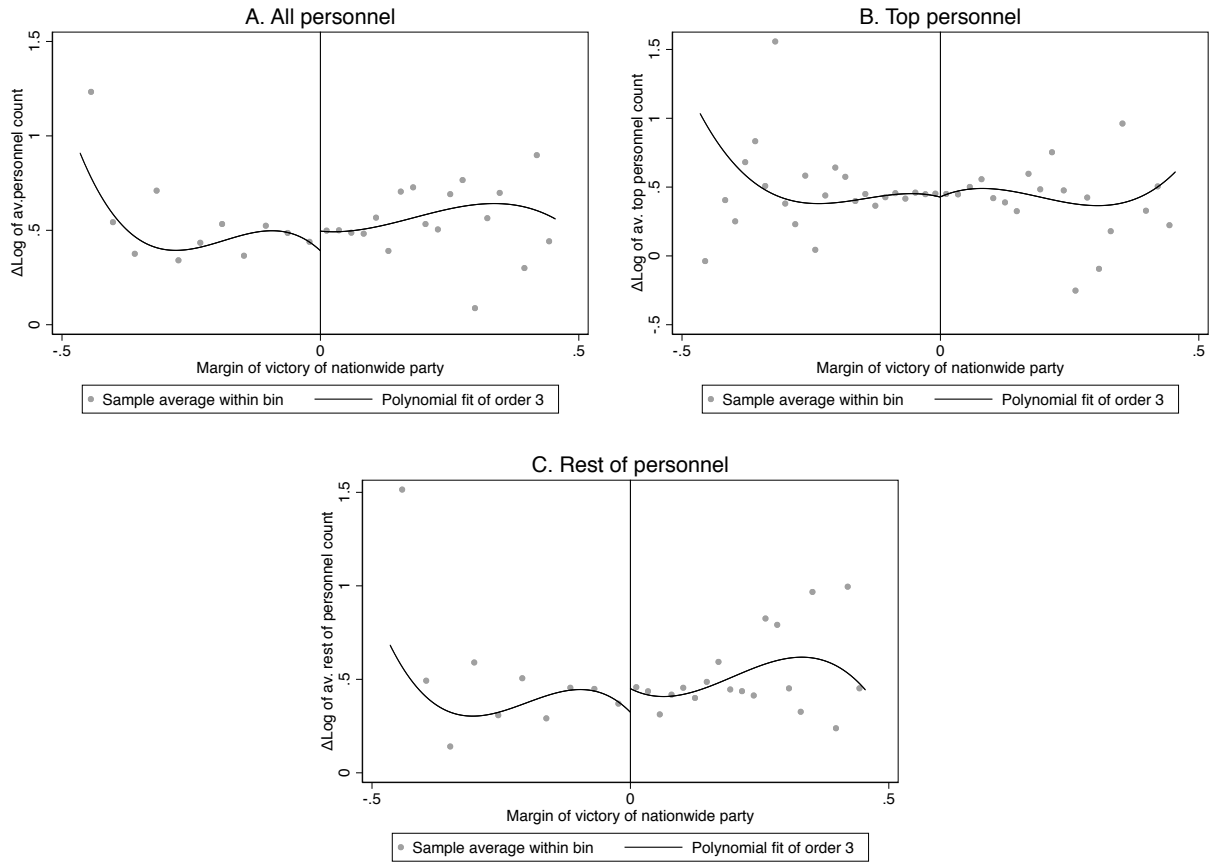 A. All personnel
ΔLog of av.personnel count
1.5
1
.5
0
-.5
0
.5
Margin of victory of nationwide party
Sample average within bin
Polynomial fit of order 3
B. Top personnel
ΔLog of av. top personnel count
1.5
1
.5
0
-.5
-.5
0
.5
Margin of victory of nationwide party
Sample average within bin
Polynomial fit of order 3
C. Rest of personnel
ΔLog of av. rest of personnel count
1.5
1
.5
0
-.5
0
.5
Margin of victory of nationwide party
Sample average within bin
Polynomial fit of order 3